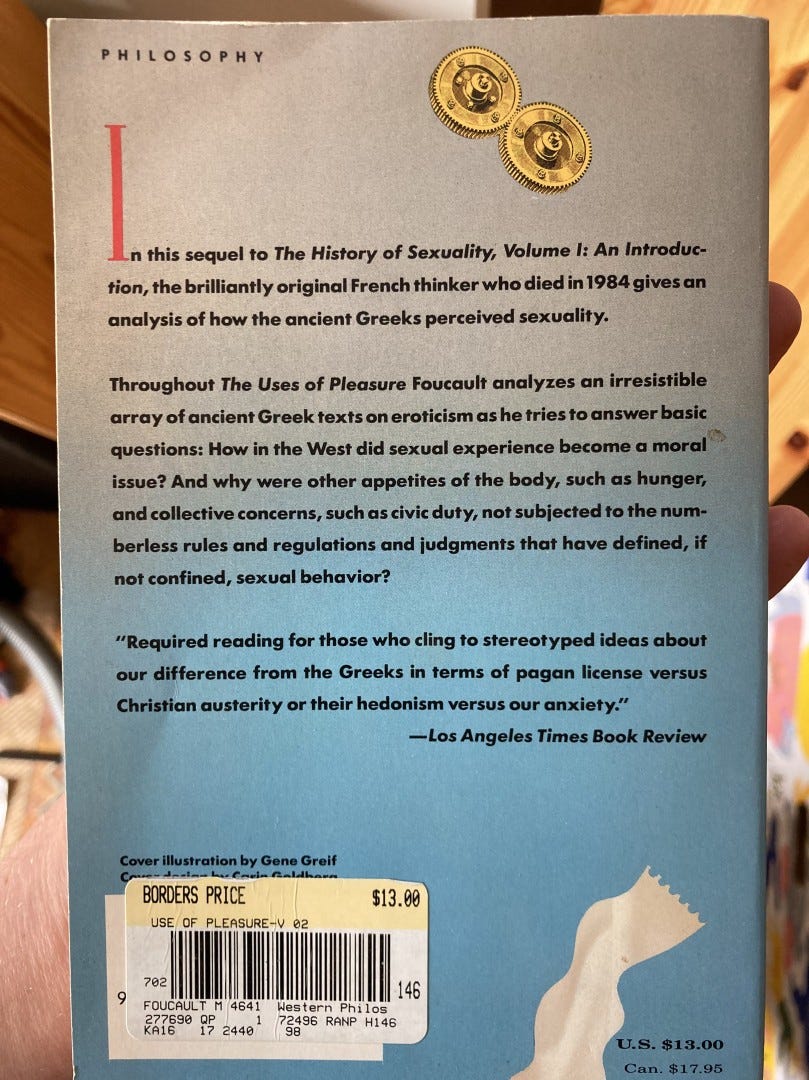 PHILOSOPHY
In this sequel to The History of Sexuality, Volume I: An Introduc-
tion, the brilliantly original French thinker who died in 1984 gives an
analysis of how the ancient Greeks perceived sexuality.
Throughout The Uses of Pleasure Foucault analyzes an irresistible
array of ancient Greek texts on eroticism as he tries to answer basic
questions: How in the West did sexual experience become a moral
issue? And why were other appetites of the body, such as hunger,
and collective concerns, such as civic duty, not subjected to the num-
berless rules and regulations and judgments that have defined, if
not confined, sexual behavior?
"Required reading for those who cling to stereotyped ideas about
our difference from the Greeks in terms of pagan license versus
Christian austerity or their hedonism versus our anxiety."
—Los Angeles Times Book Review
Cover illustration by Gene Greif
Cover design by Carin Goldberg
BORDERS PRICE $13.00
USE OF PLEASURE-V 02
702
146
9
FOUCAULT M 4641 Western Philos
277690 QP 1 72496 RANP H146
KA16 17 2440 98
U.S. $13.00
Can. $17.95